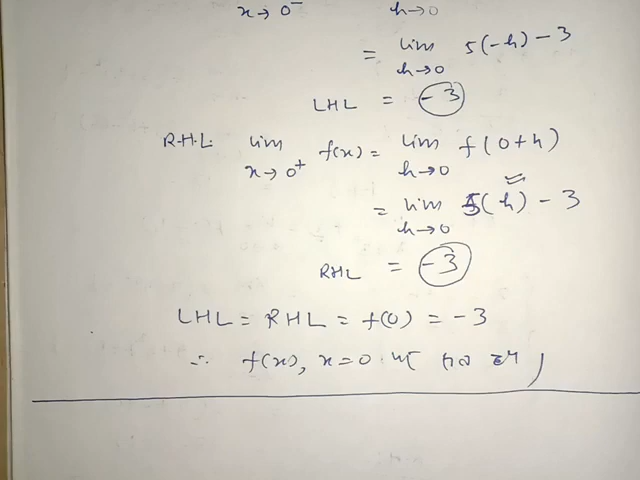 x→0⁻ h→0
= lim 5(-h) - 3
h→0
LHL = -3
R.H.L. lim f(x) = lim f(0+h)
x→0⁺ h→0
= lim 5(h) - 3
h→0
RHL = -3
LHL = RHL = f(0) = -3
∴ f(x), x=0